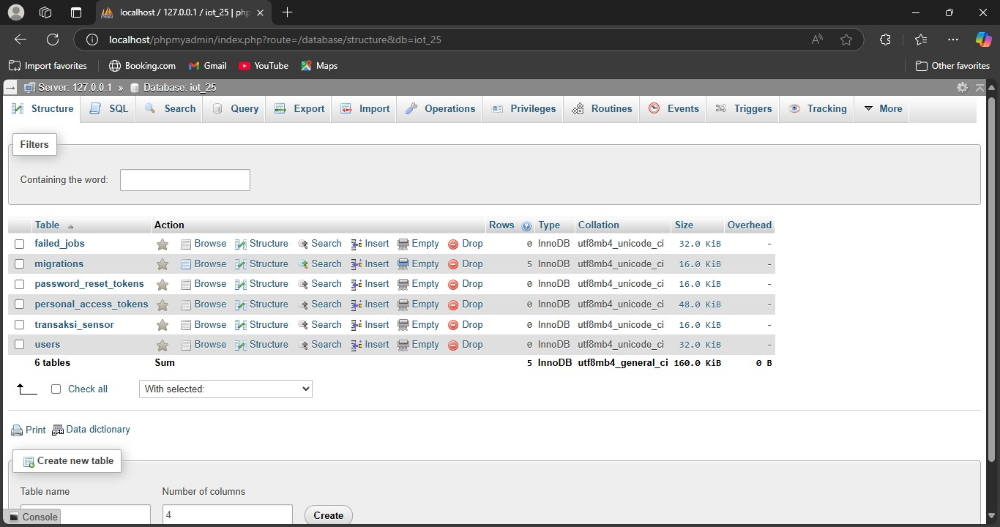 localhost / 127.0.0.1 / iot_25 | php
localhost/phpmyadmin/index.php?route=/database/structure&db=iot_25
Import favorites Booking.com Gmail YouTube Maps Other favorites
Server: 127.0.0.1 » Database: iot_25
Structure SQL Search Query Export Import Operations Privileges Routines Events Triggers Tracking More
Filters
Containing the word:
Table Action Rows Type Collation Size Overhead
failed_jobs Browse Structure Search Insert Empty Drop 0 InnoDB utf8mb4_unicode_ci 32.0 KiB -
migrations Browse Structure Search Insert Empty Drop 5 InnoDB utf8mb4_unicode_ci 16.0 KiB -
password_reset_tokens Browse Structure Search Insert Empty Drop 0 InnoDB utf8mb4_unicode_ci 16.0 KiB -
personal_access_tokens Browse Structure Search Insert Empty Drop 0 InnoDB utf8mb4_unicode_ci 48.0 KiB -
transaksi_sensor Browse Structure Search Insert Empty Drop 0 InnoDB utf8mb4_unicode_ci 16.0 KiB -
users Browse Structure Search Insert Empty Drop 0 InnoDB utf8mb4_unicode_ci 32.0 KiB -
6 tables Sum 5 InnoDB utf8mb4_general_ci 160.0 KiB 0 B
Check all With selected:
Print Data dictionary
Create new table
Table name Number of columns
4 Create
Console